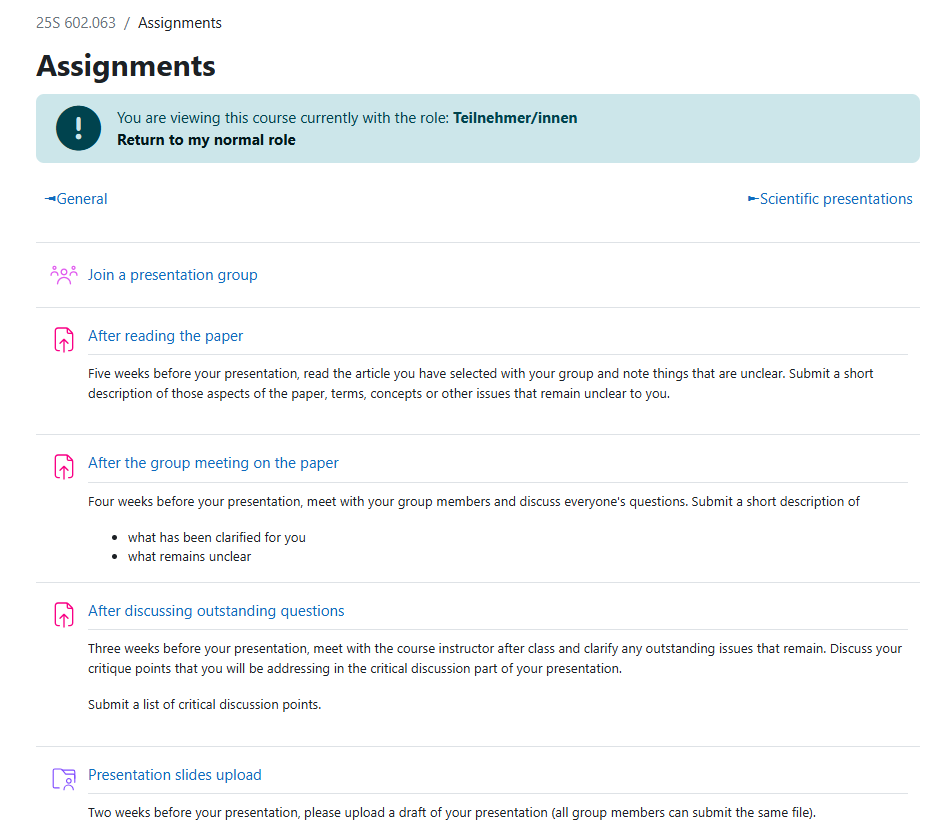 25S 602.063 / Assignments
Assignments
You are viewing this course currently with the role: Teilnehmer/innen
Return to my normal role
◄General
►Scientific presentations
Join a presentation group
After reading the paper
Five weeks before your presentation, read the article you have selected with your group and note things that are unclear. Submit a short
description of those aspects of the paper, terms, concepts or other issues that remain unclear to you.
After the group meeting on the paper
Four weeks before your presentation, meet with your group members and discuss everyone's questions. Submit a short description of
• what has been clarified for you
• what remains unclear
After discussing outstanding questions
Three weeks before your presentation, meet with the course instructor after class and clarify any outstanding issues that remain. Discuss your
critique points that you will be addressing in the critical discussion part of your presentation.
Submit a list of critical discussion points.
Presentation slides upload
Two weeks before your presentation, please upload a draft of your presentation (all group members can submit the same file).